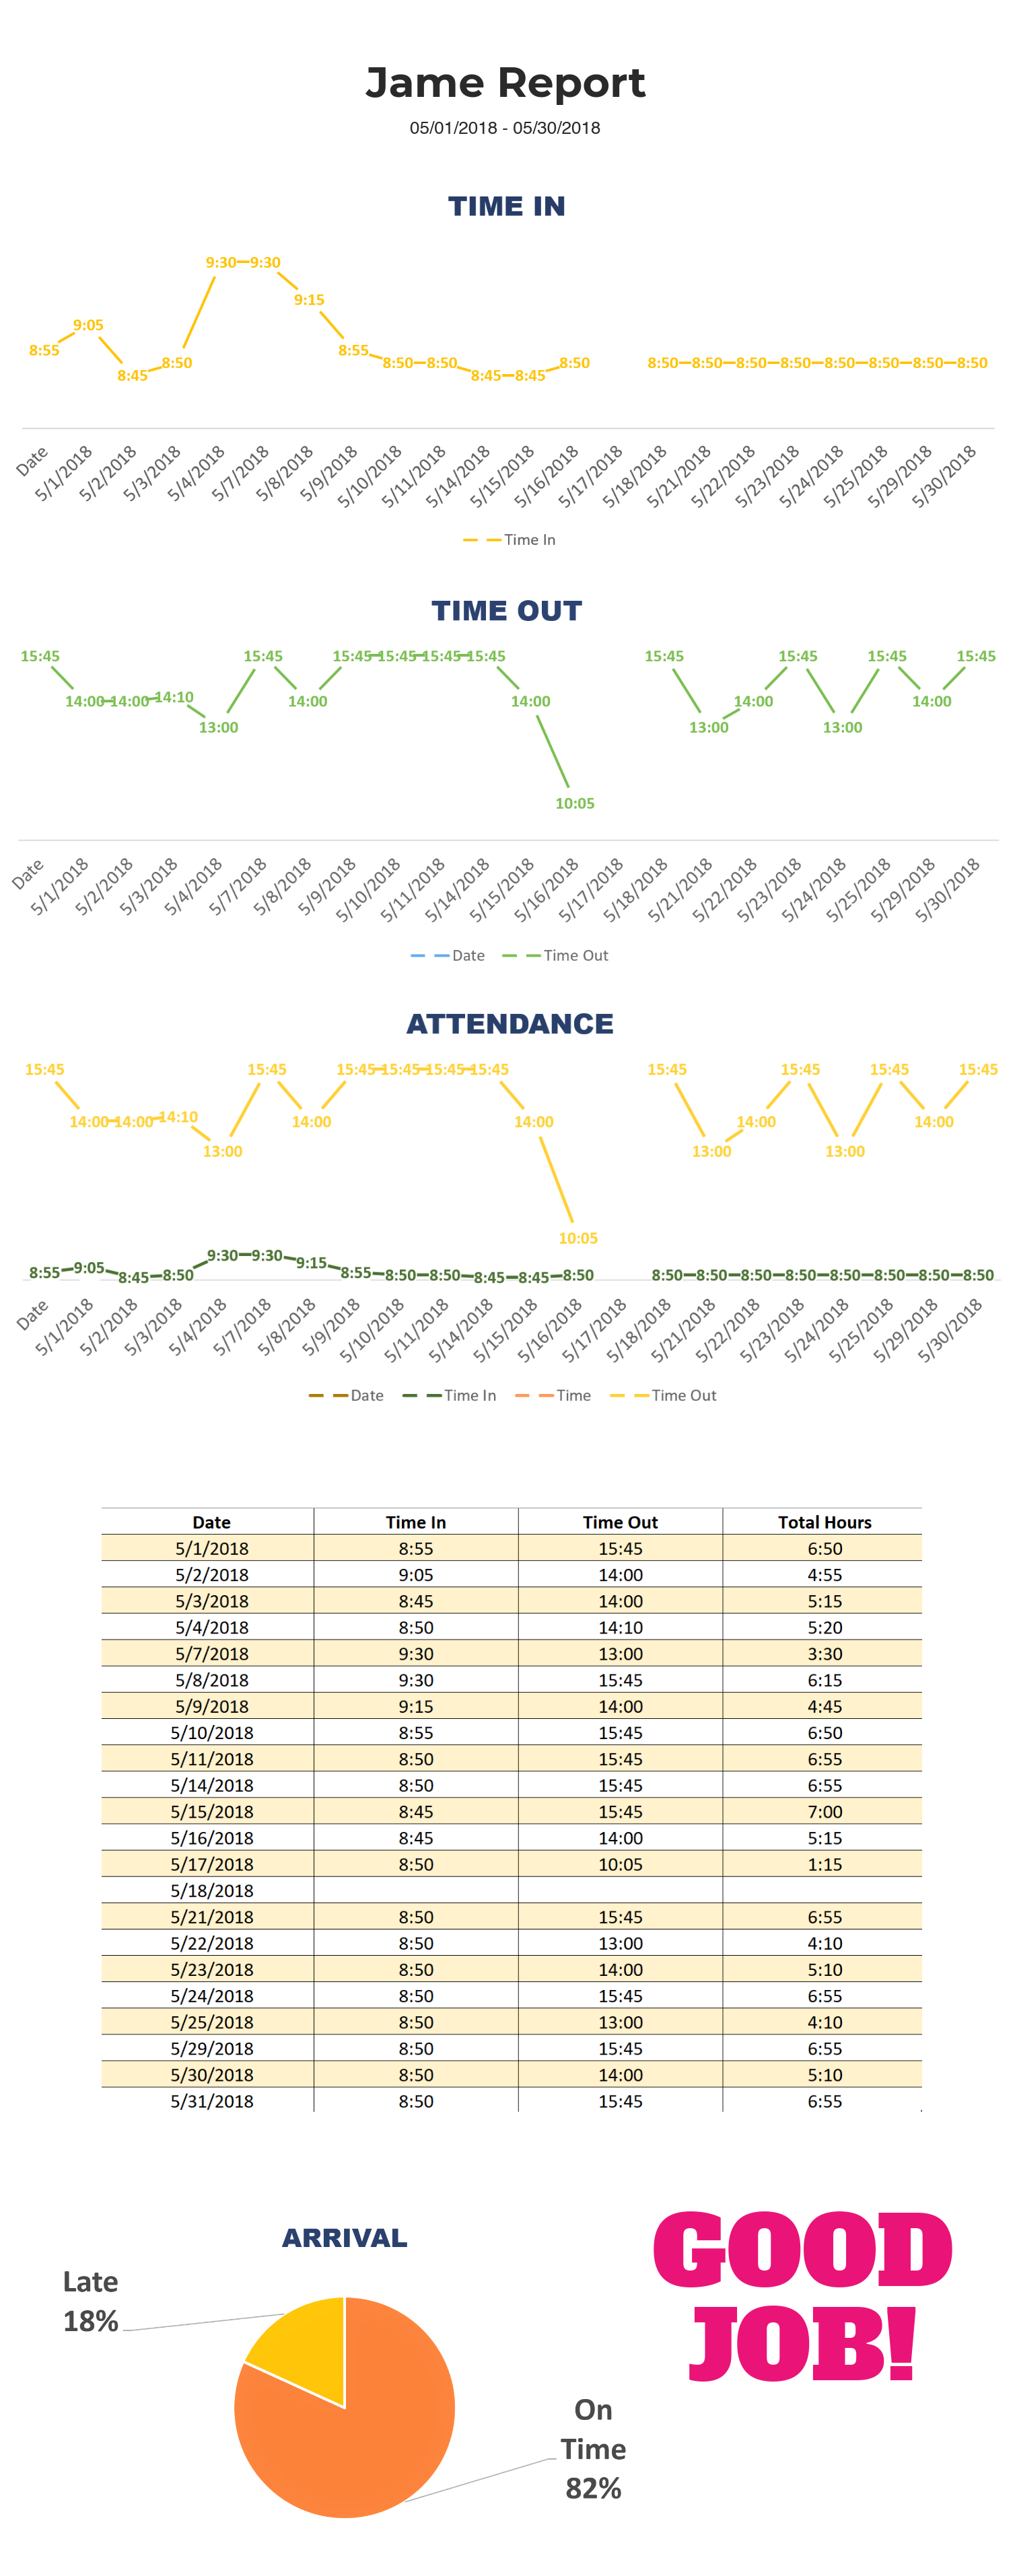 Jame Report
05/01/2018 - 05/30/2018
TIME IN
8:55 9:05 8:45 8:50 9:30 9:30 9:15 8:55 8:50 8:50 8:45 8:45 8:50 8:50 8:50 8:50 8:50 8:50 8:50 8:50 8:50
Date 5/1/2018 5/2/2018 5/3/2018 5/4/2018 5/7/2018 5/8/2018 5/9/2018 5/10/2018 5/11/2018 5/14/2018 5/15/2018 5/16/2018 5/17/2018 5/18/2018 5/21/2018 5/22/2018 5/23/2018 5/24/2018 5/25/2018 5/29/2018 5/30/2018
Time In
TIME OUT
15:45 14:00 14:00 14:10 13:00 15:45 14:00 15:45 15:45 15:45 15:45 14:00 10:05 15:45 13:00 14:00 15:45 13:00 15:45 14:00 15:45
Date 5/1/2018 5/2/2018 5/3/2018 5/4/2018 5/7/2018 5/8/2018 5/9/2018 5/10/2018 5/11/2018 5/14/2018 5/15/2018 5/16/2018 5/17/2018 5/18/2018 5/21/2018 5/22/2018 5/23/2018 5/24/2018 5/25/2018 5/29/2018 5/30/2018
Date Time Out
ATTENDANCE
15:45 14:00 14:00 14:10 13:00 15:45 14:00 15:45 15:45 15:45 15:45 14:00 10:05 15:45 13:00 14:00 15:45 13:00 15:45 14:00 15:45
8:55 9:05 8:45 8:50 9:30 9:30 9:15 8:55 8:50 8:50 8:45 8:45 8:50 8:50 8:50 8:50 8:50 8:50 8:50 8:50 8:50
Date 5/1/2018 5/2/2018 5/3/2018 5/4/2018 5/7/2018 5/8/2018 5/9/2018 5/10/2018 5/11/2018 5/14/2018 5/15/2018 5/16/2018 5/17/2018 5/18/2018 5/21/2018 5/22/2018 5/23/2018 5/24/2018 5/25/2018 5/29/2018 5/30/2018
Date Time In Time Time Out
Date Time In Time Out Total Hours
5/1/2018 8:55 15:45 6:50
5/2/2018 9:05 14:00 4:55
5/3/2018 8:45 14:00 5:15
5/4/2018 8:50 14:10 5:20
5/7/2018 9:30 13:00 3:30
5/8/2018 9:30 15:45 6:15
5/9/2018 9:15 14:00 4:45
5/10/2018 8:55 15:45 6:50
5/11/2018 8:50 15:45 6:55
5/14/2018 8:50 15:45 6:55
5/15/2018 8:45 15:45 7:00
5/16/2018 8:45 14:00 5:15
5/17/2018 8:50 10:05 1:15
5/18/2018
5/21/2018 8:50 15:45 6:55
5/22/2018 8:50 13:00 4:10
5/23/2018 8:50 14:00 5:10
5/24/2018 8:50 15:45 6:55
5/25/2018 8:50 13:00 4:10
5/29/2018 8:50 15:45 6:55
5/30/2018 8:50 14:00 5:10
5/31/2018 8:50 15:45 6:55
ARRIVAL
Late
18%
On
Time
82%
GOOD
JOB!